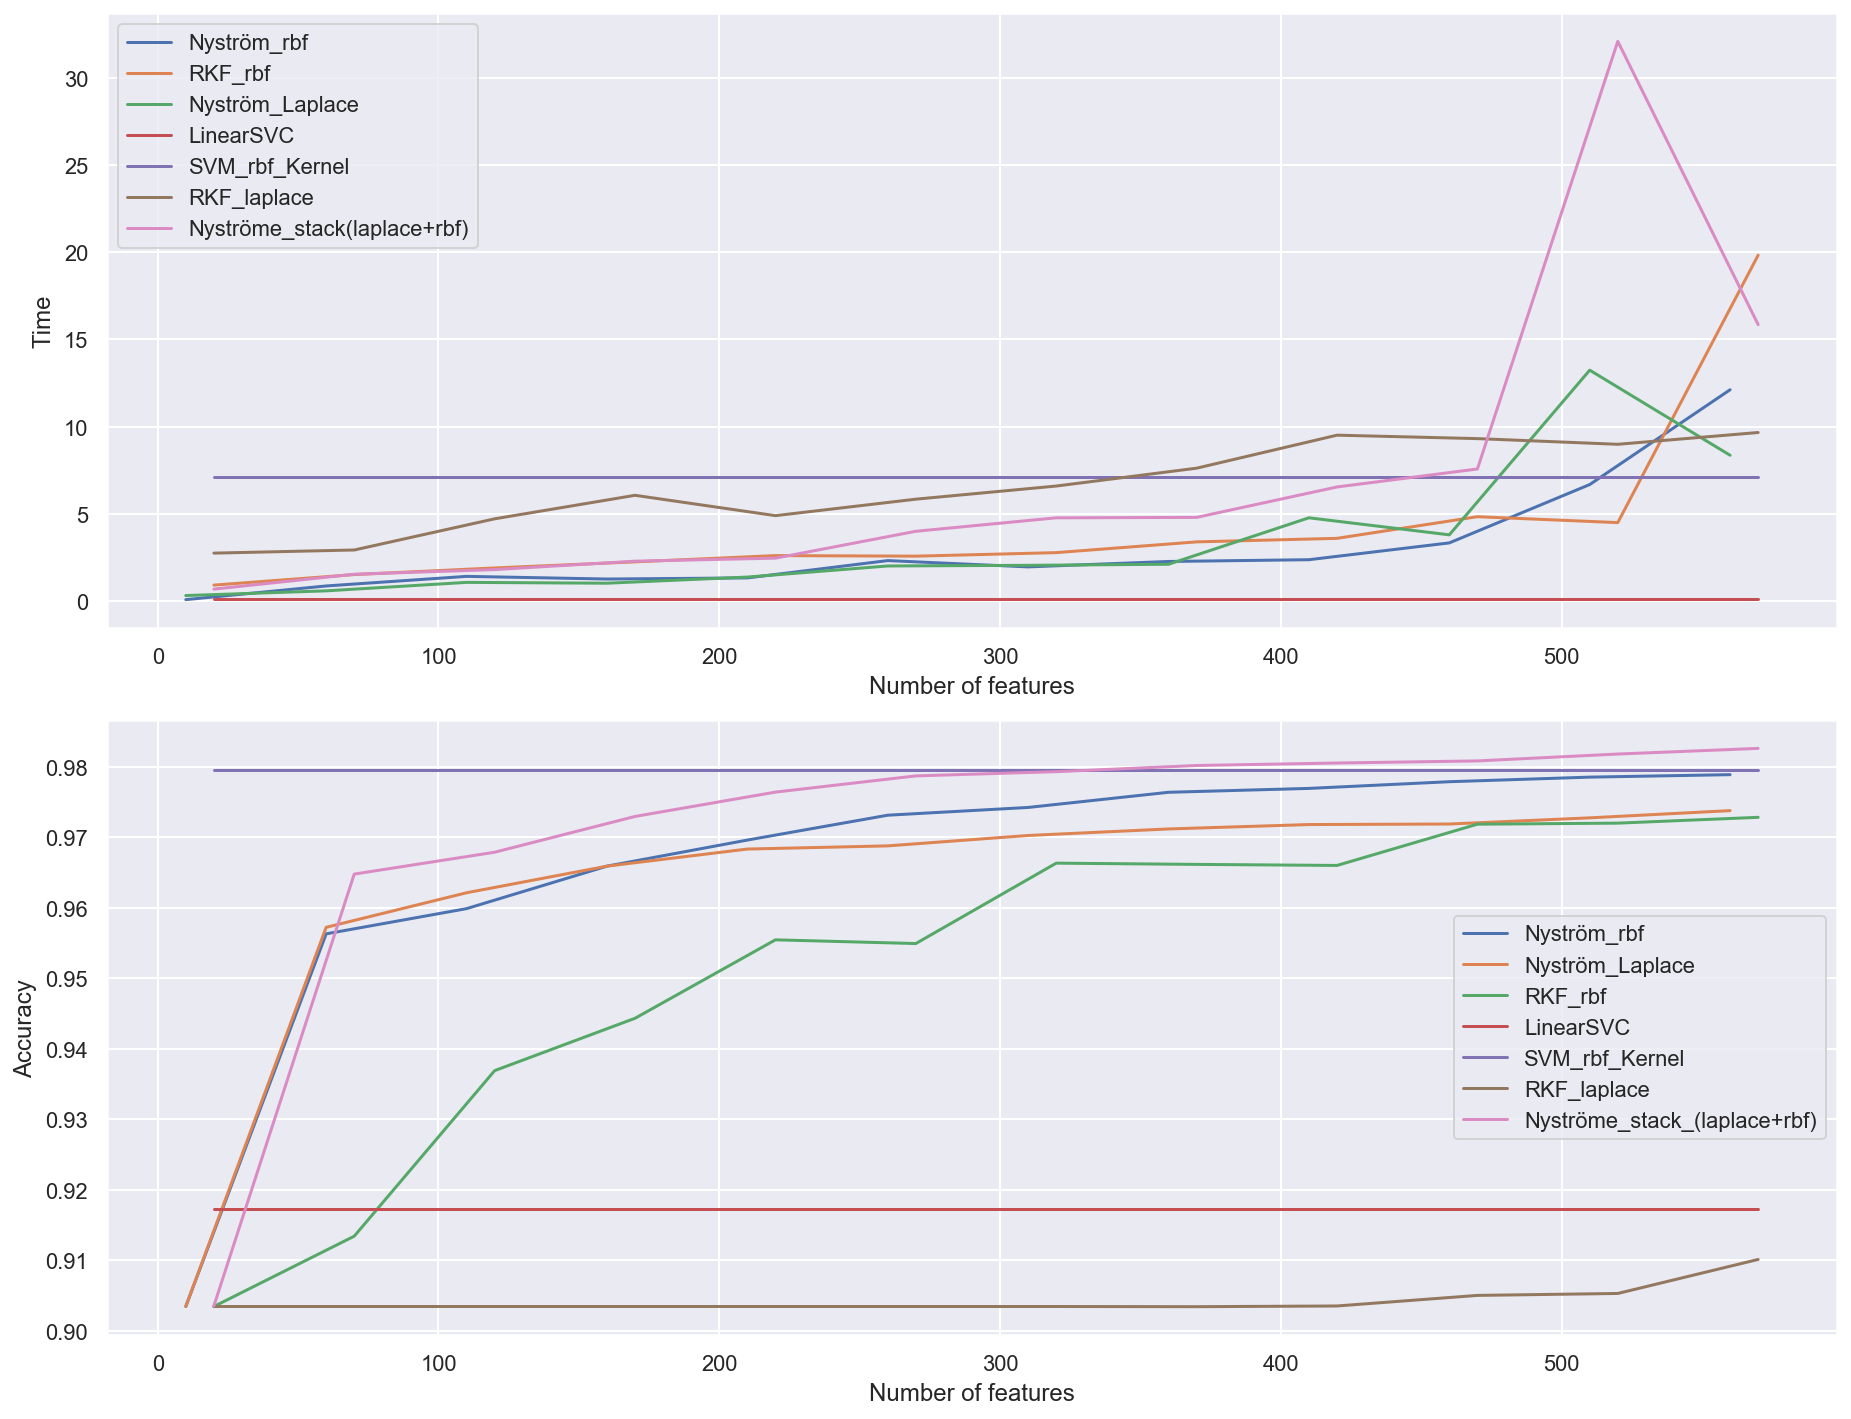 Nyström_rbf
RKF_rbf
Nyström_Laplace
LinearSVC
SVM_rbf_Kernel
RKF_laplace
Nyströme_stack(laplace+rbf)
30
25
20
15
10
5
0
Time
0 100 200 300 400 500
Number of features
0.98
0.97
0.96
0.95
0.94
0.93
0.92
0.91
0.90
Accuracy
Nyström_rbf
Nyström_Laplace
RKF_rbf
LinearSVC
SVM_rbf_Kernel
RKF_laplace
Nyströme_stack_(laplace+rbf)
0 100 200 300 400 500
Number of features